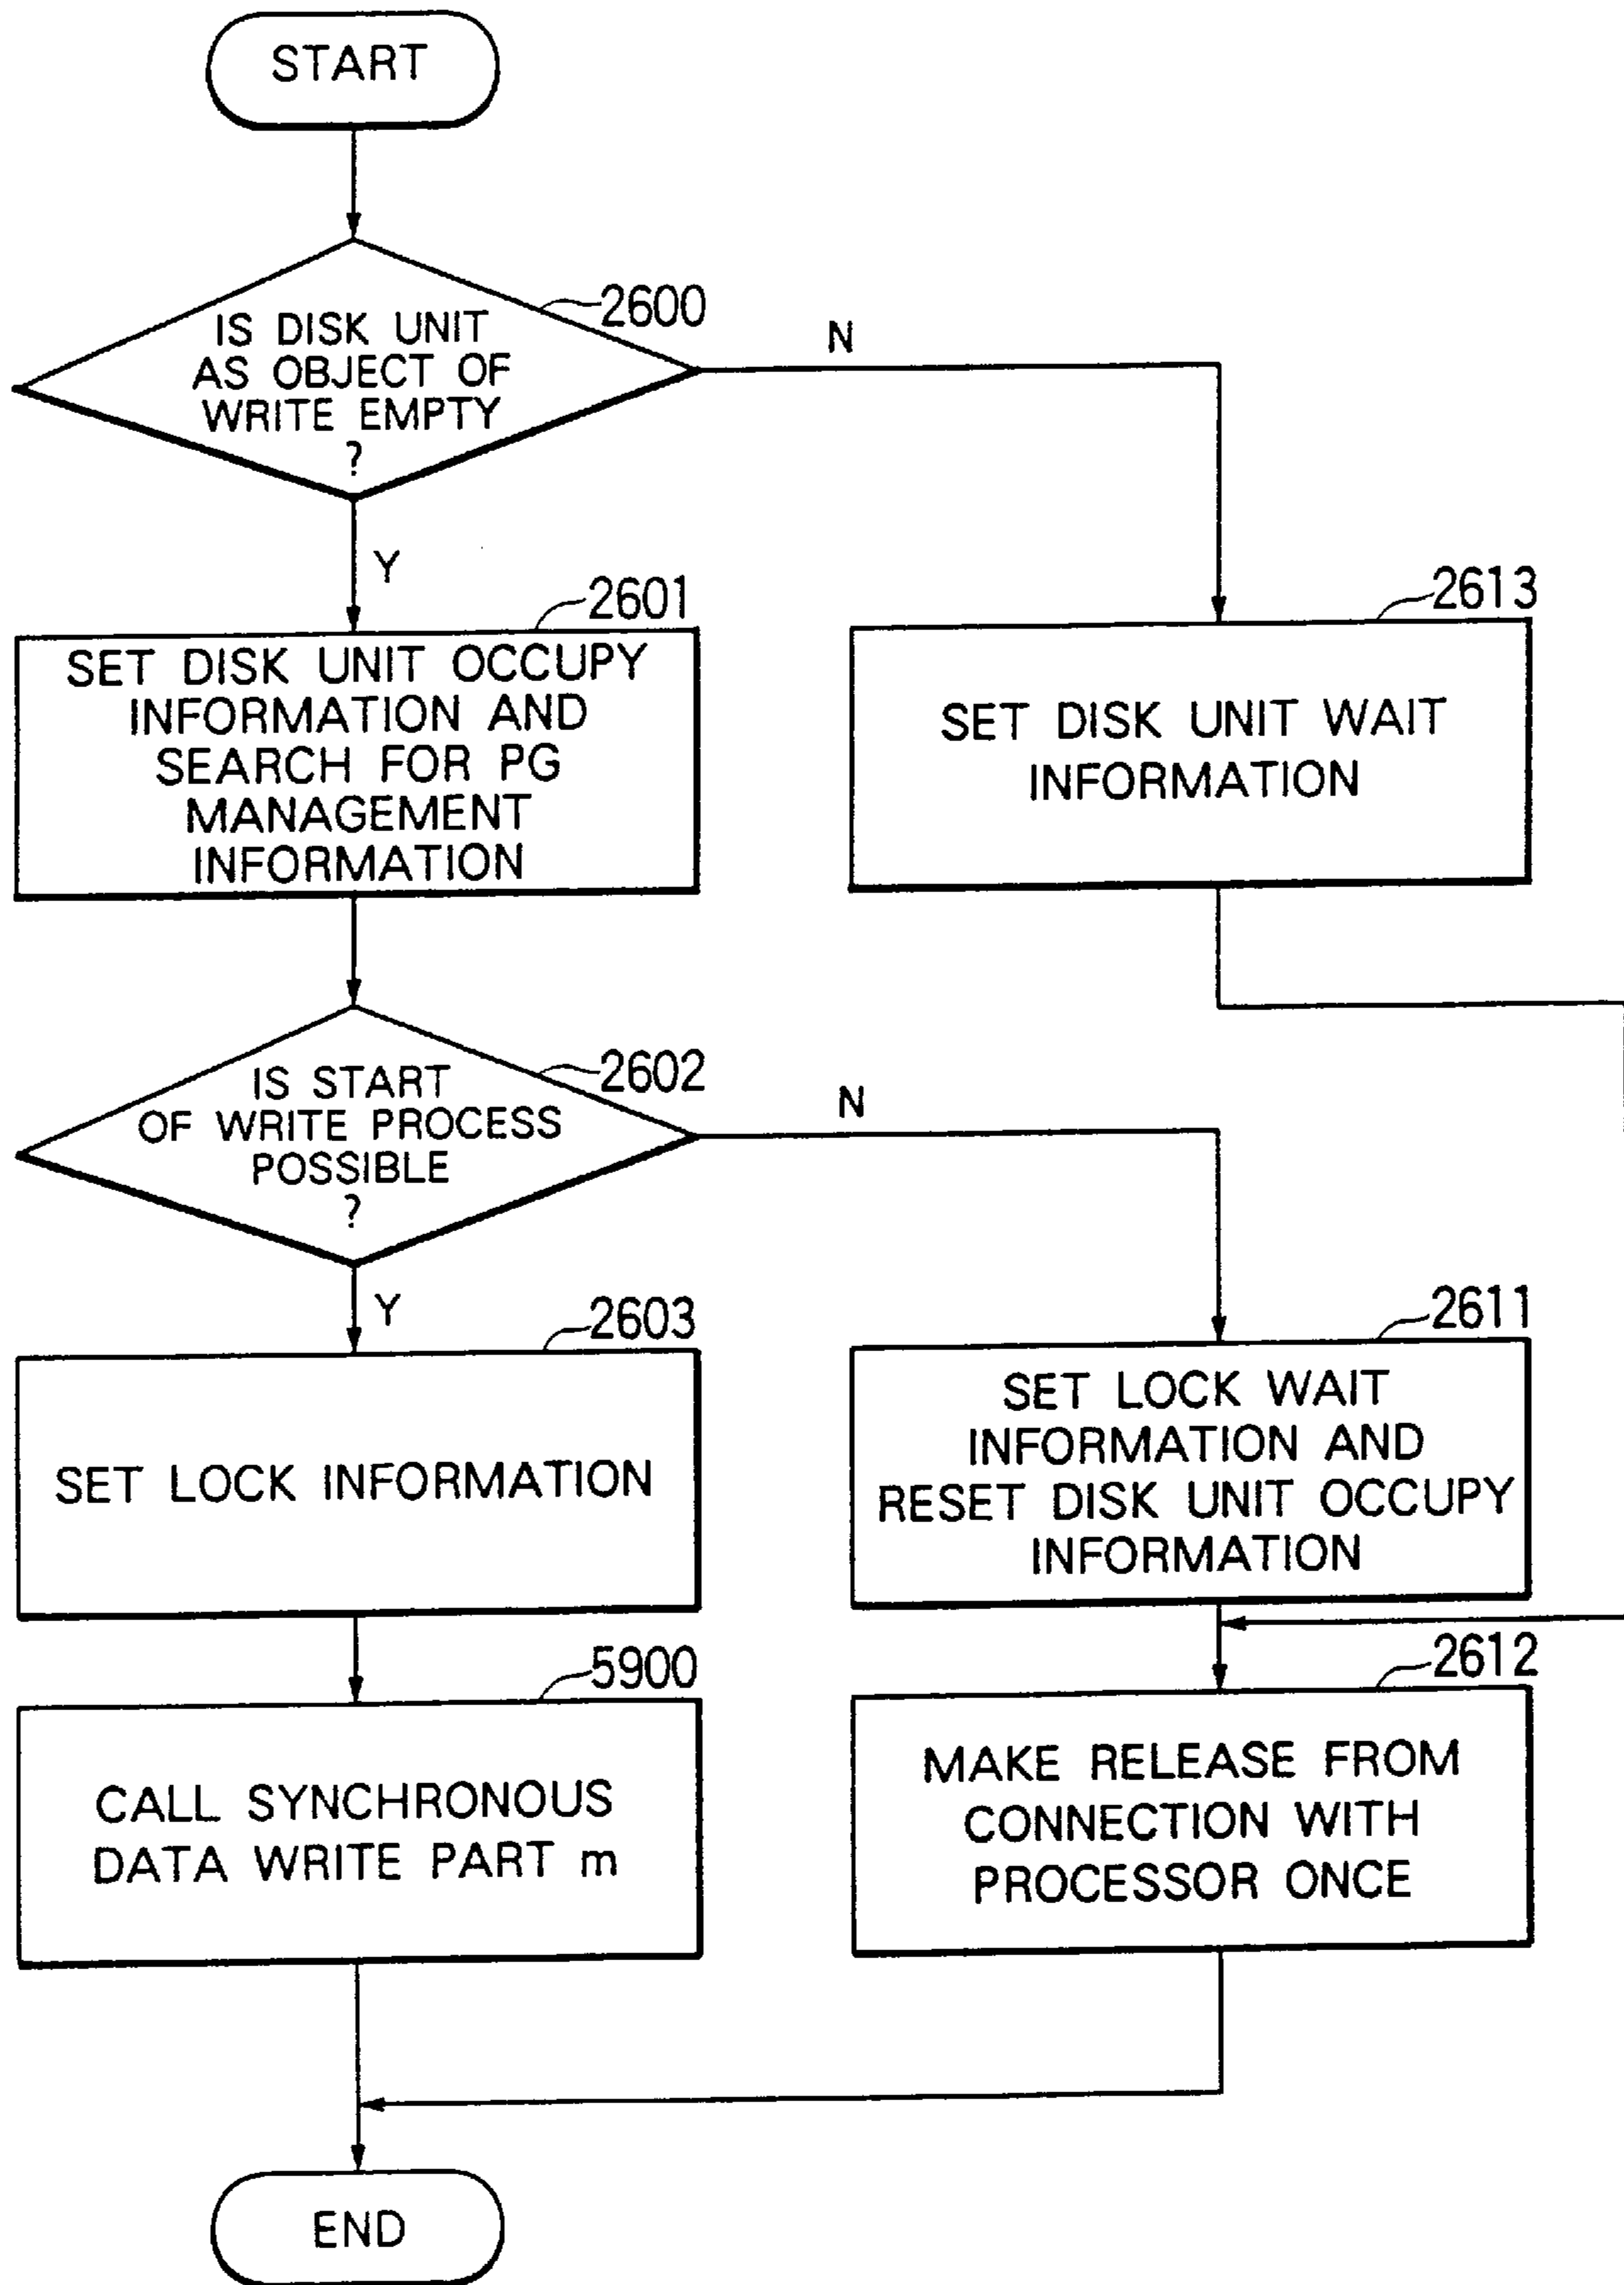 START
2600
IS DISK UNIT
AS OBJECT OF
WRITE EMPTY
?
N
Y
2601
SET DISK UNIT OCCUPY
INFORMATION AND
SEARCH FOR PG
MANAGEMENT
INFORMATION
2613
SET DISK UNIT WAIT
INFORMATION
2602
IS START
OF WRITE PROCESS
POSSIBLE
?
N
Y
2603
SET LOCK INFORMATION
2611
SET LOCK WAIT
INFORMATION AND
RESET DISK UNIT OCCUPY
INFORMATION
5900
CALL SYNCHRONOUS
DATA WRITE PART m
2612
MAKE RELEASE FROM
CONNECTION WITH
PROCESSOR ONCE
END